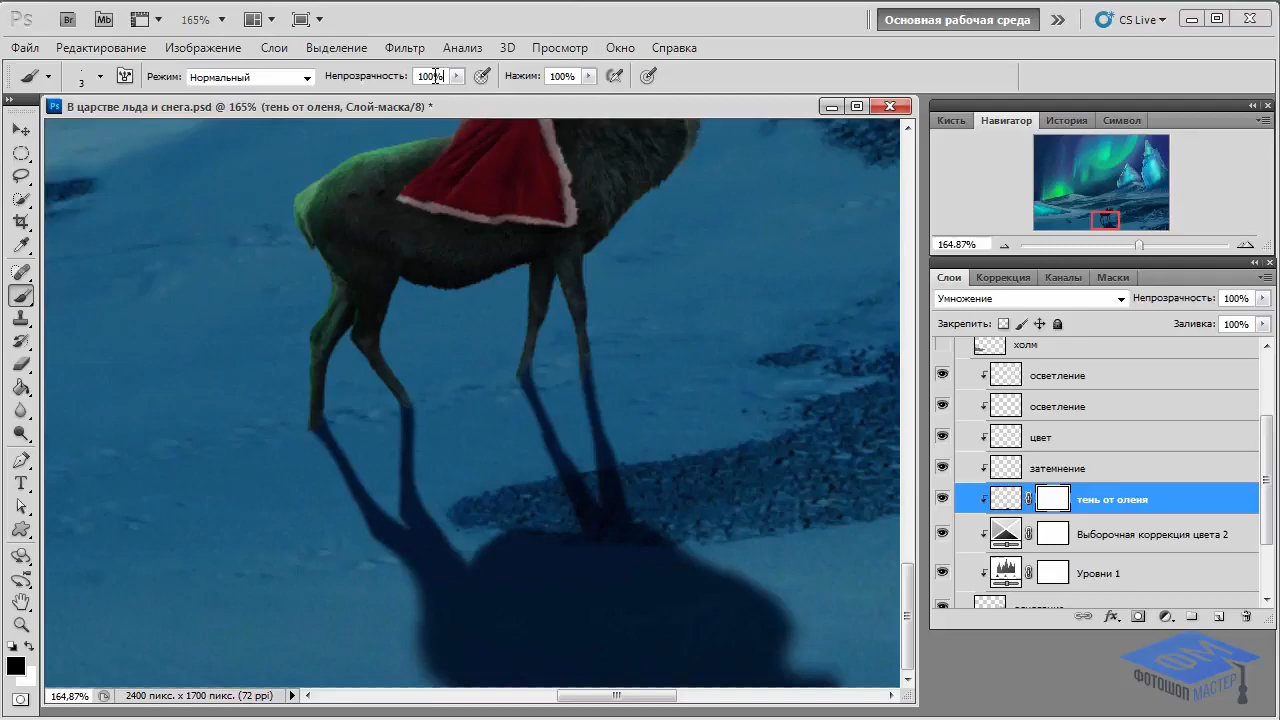 Ps Br Mb 165% Основная рабочая среда CS Live
Файл Редактирование Изображение Слои Выделение Фильтр Анализ 3D Просмотр Окно Справка
3 Режим: Нормальный Непрозрачность: 100% Нажим: 100%
Ps В царстве льда и снега.psd @ 165% (тень от оленя, Слой-маска/8) *
Кисть Навигатор История Символ
164.87%
Слои Коррекция Каналы Маски
Умножение Непрозрачность: 100%
Закрепить: Заливка: 100%
холм
осветление
осветление
цвет
затемнение
тень от оленя
Выборочная коррекция цвета 2
Уровни 1
164,87% 2400 пикс. x 1700 пикс. (72 ppi)
ФМ
ФОТОШОП
МАСТЕР